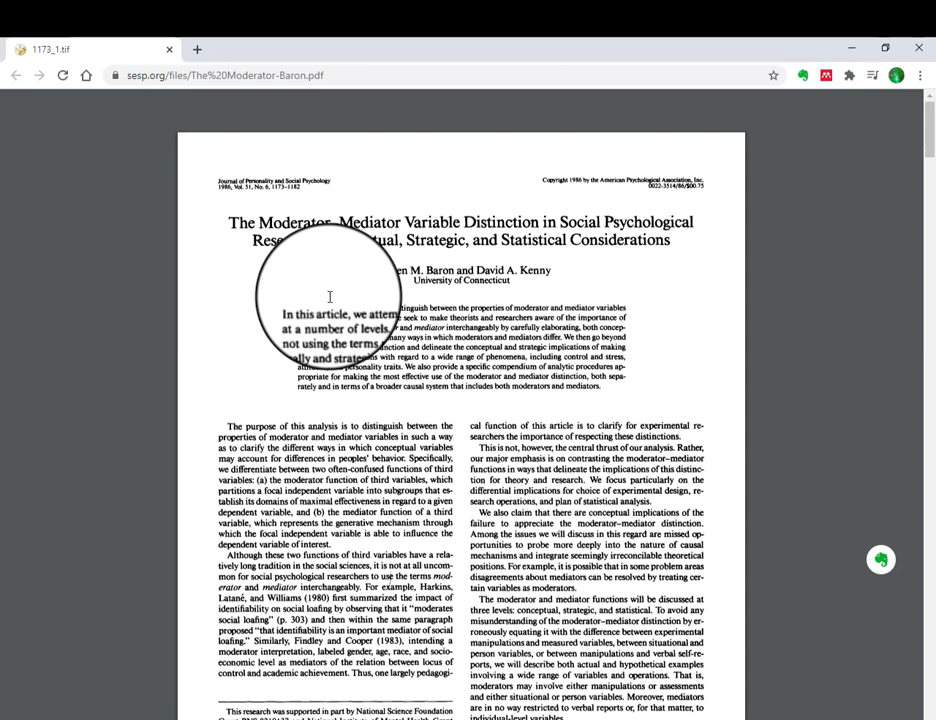 1173_1.tif
sesp.org/files/The%20Moderator-Baron.pdf
Journal of Personality and Social Psychology
1986, Vol. 51, No. 6, 1173-1182
Copyright 1986 by the American Psychological Association, Inc.
0022-3514/86/$00.75
The Moderator-Mediator Variable Distinction in Social Psychological
Rese ual, Strategic, and Statistical Considerations
en M. Baron and David A. Kenny
University of Connecticut
In this article, we attem tinguish between the properties of moderator and mediator variables
at a number of levels. seek to make theorists and researchers aware of the importance of
not using the terms r and mediator interchangeably by carefully elaborating, both concep-
ally and strate many ways in which moderators and mediators differ. We then go beyond
nction and delineate the conceptual and strategic implications of making
s with regard to a wide range of phenomena, including control and stress,
personality traits. We also provide a specific compendium of analytic procedures ap-
propriate for making the most effective use of the moderator and mediator distinction, both sepa-
rately and in terms of a broader causal system that includes both moderators and mediators.
The purpose of this analysis is to distinguish between the
properties of moderator and mediator variables in such a way
as to clarify the different ways in which conceptual variables
may account for differences in peoples' behavior. Specifically,
we differentiate between two often-confused functions of third
variables: (a) the moderator function of third variables, which
partitions a focal independent variable into subgroups that es-
tablish its domains of maximal effectiveness in regard to a given
dependent variable, and (b) the mediator function of a third
variable, which represents the generative mechanism through
which the focal independent variable is able to influence the
dependent variable of interest.
Although these two functions of third variables have a rela-
tively long tradition in the social sciences, it is not at all uncom-
mon for social psychological researchers to use the terms mod-
erator and mediator interchangeably. For example, Harkins,
Latané, and Williams (1980) first summarized the impact of
identifiability on social loafing by observing that it "moderates
social loafing" (p. 303) and then within the same paragraph
proposed "that identifiability is an important mediator of social
loafing." Similarly, Findley and Cooper (1983), intending a
moderator interpretation, labeled gender, age, race, and socio-
economic level as mediators of the relation between locus of
control and academic achievement. Thus, one largely pedagogi-
This research was supported in part by National Science Foundation
cal function of this article is to clarify for experimental re-
searchers the importance of respecting these distinctions.
This is not, however, the central thrust of our analysis. Rather,
our major emphasis is on contrasting the moderator-mediator
functions in ways that delineate the implications of this distinc-
tion for theory and research. We focus particularly on the
differential implications for choice of experimental design, re-
search operations, and plan of statistical analysis.
We also claim that there are conceptual implications of the
failure to appreciate the moderator-mediator distinction.
Among the issues we will discuss in this regard are missed op-
portunities to probe more deeply into the nature of causal
mechanisms and integrate seemingly irreconcilable theoretical
positions. For example, it is possible that in some problem areas
disagreements about mediators can be resolved by treating cer-
tain variables as moderators.
The moderator and mediator functions will be discussed at
three levels: conceptual, strategic, and statistical. To avoid any
misunderstanding of the moderator-mediator distinction by er-
roneously equating it with the difference between experimental
manipulations and measured variables, between situational and
person variables, or between manipulations and verbal self-re-
ports, we will describe both actual and hypothetical examples
involving a wide range of variables and operations. That is,
moderators may involve either manipulations or assessments
and either situational or person variables. Moreover, mediators
are in no way restricted to verbal reports or, for that matter, to
individual-level variables.